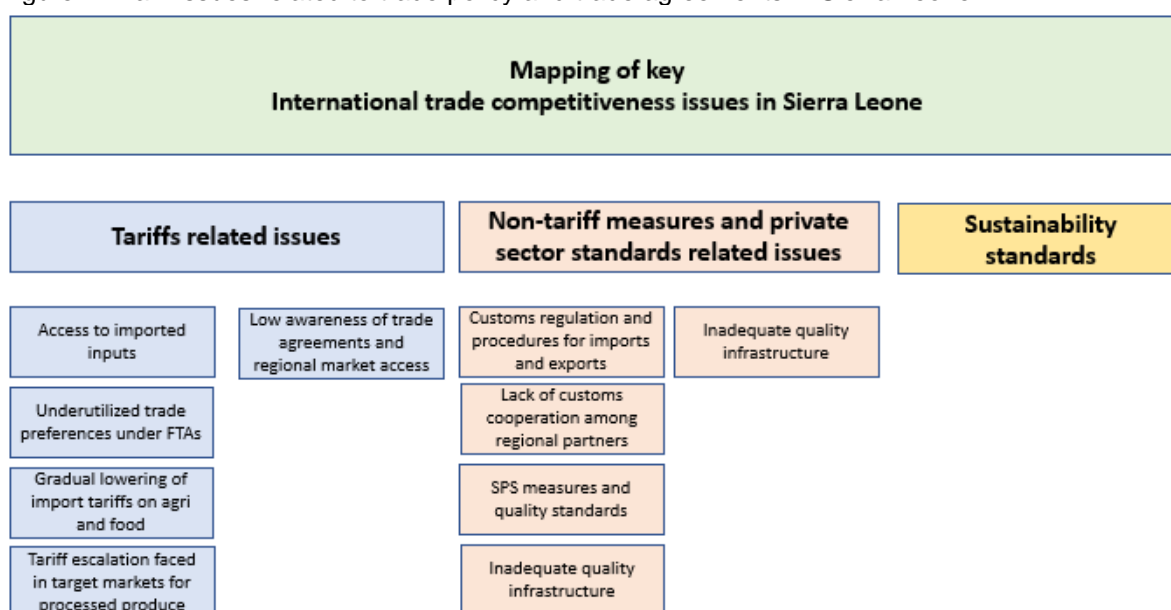 Mapping of key
International trade competitiveness issues in Sierra Leone
Tariffs related issues
Non-tariff measures and private
sector standards related issues
Sustainability
standards
Access to imported
inputs
Low awareness of trade
agreements and
regional market access
Customs regulation and
procedures for imports
and exports
Inadequate quality
infrastructure
Underutilized trade
preferences under FTAs
Lack of customs
cooperation among
regional partners
Gradual lowering of
import tariffs on agri
and food
SPS measures and
quality standards
Tariff escalation faced
in target markets for
processed produce
Inadequate quality
infrastructure